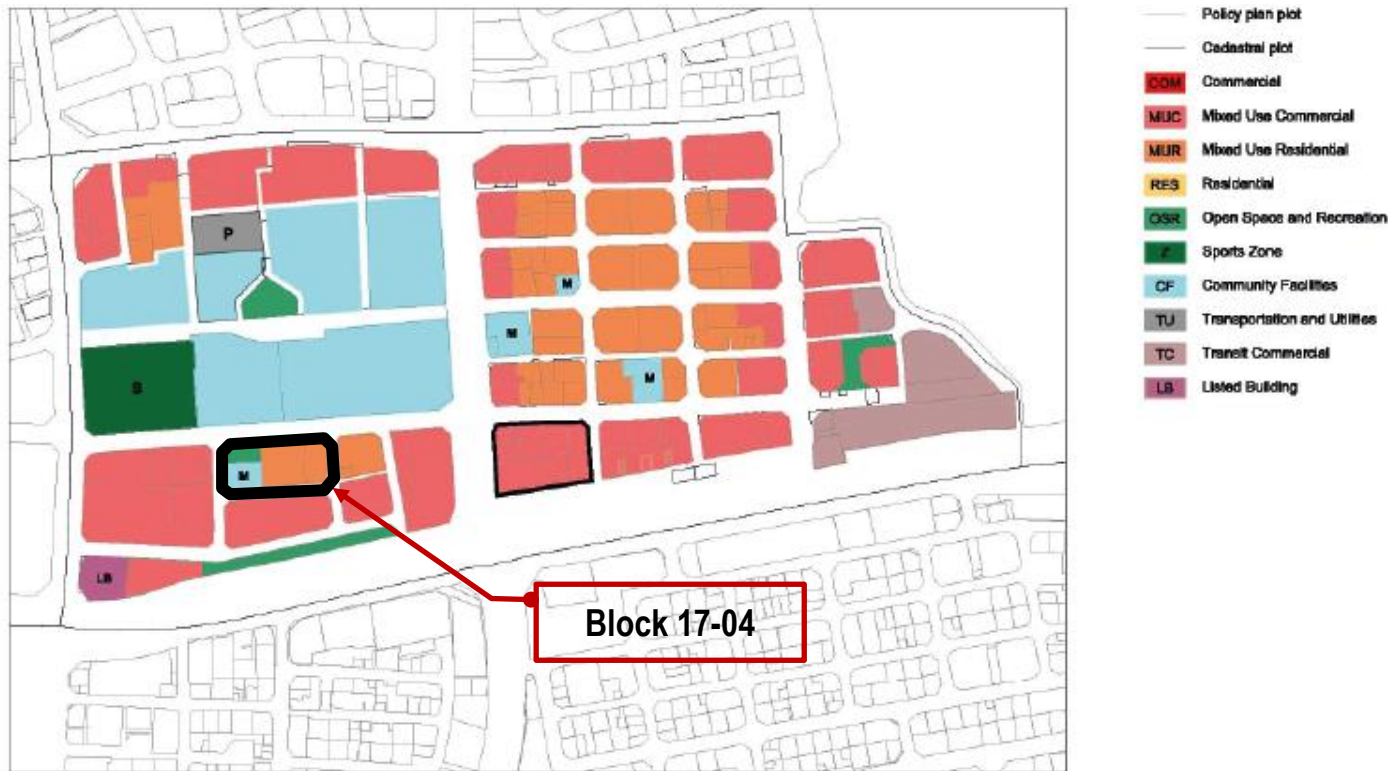 Policy plan plot
Cadastral plot
COM Commercial
MUC Mixed Use Commercial
MUR Mixed Use Residential
RES Residential
OSR Open Space and Recreation
Z Sports Zone
CF Community Facilities
TU Transportation and Utilities
TC Transit Commercial
LB Listed Building
P
M
M
S
M
M
LB
Block 17-04